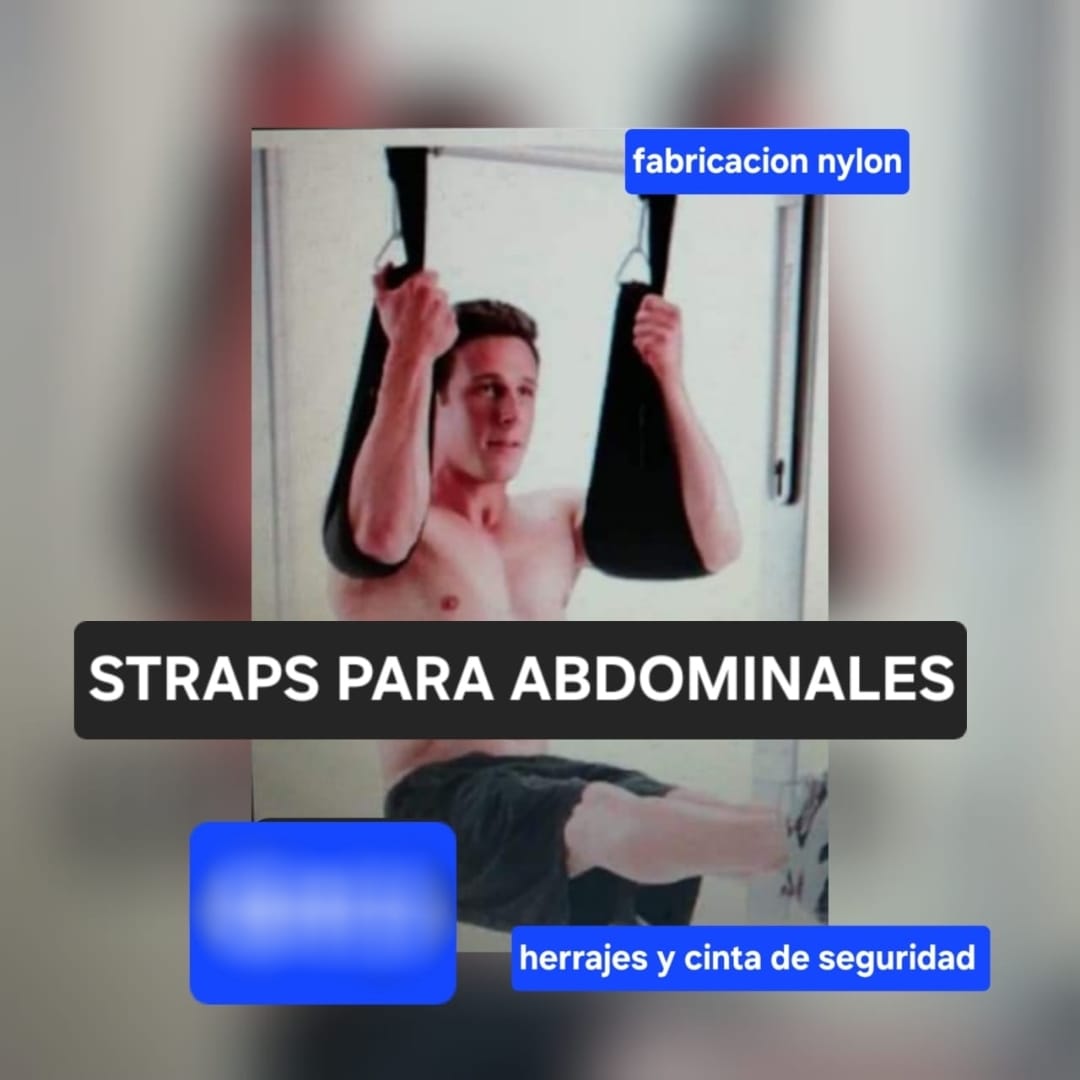 fabricacion nylon
STRAPS PARA ABDOMINALES
herrajes y cinta de seguridad